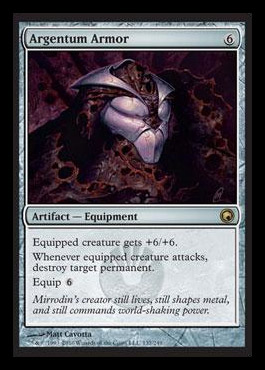 Argentum Armor 6
Artifact — Equipment
Equipped creature gets +6/+6.
Whenever equipped creature attacks,
destroy target permanent.
Equip 6
Mirrodin's creator still lives, still shapes metal,
and still commands world-shaking power.
Matt Cavotta